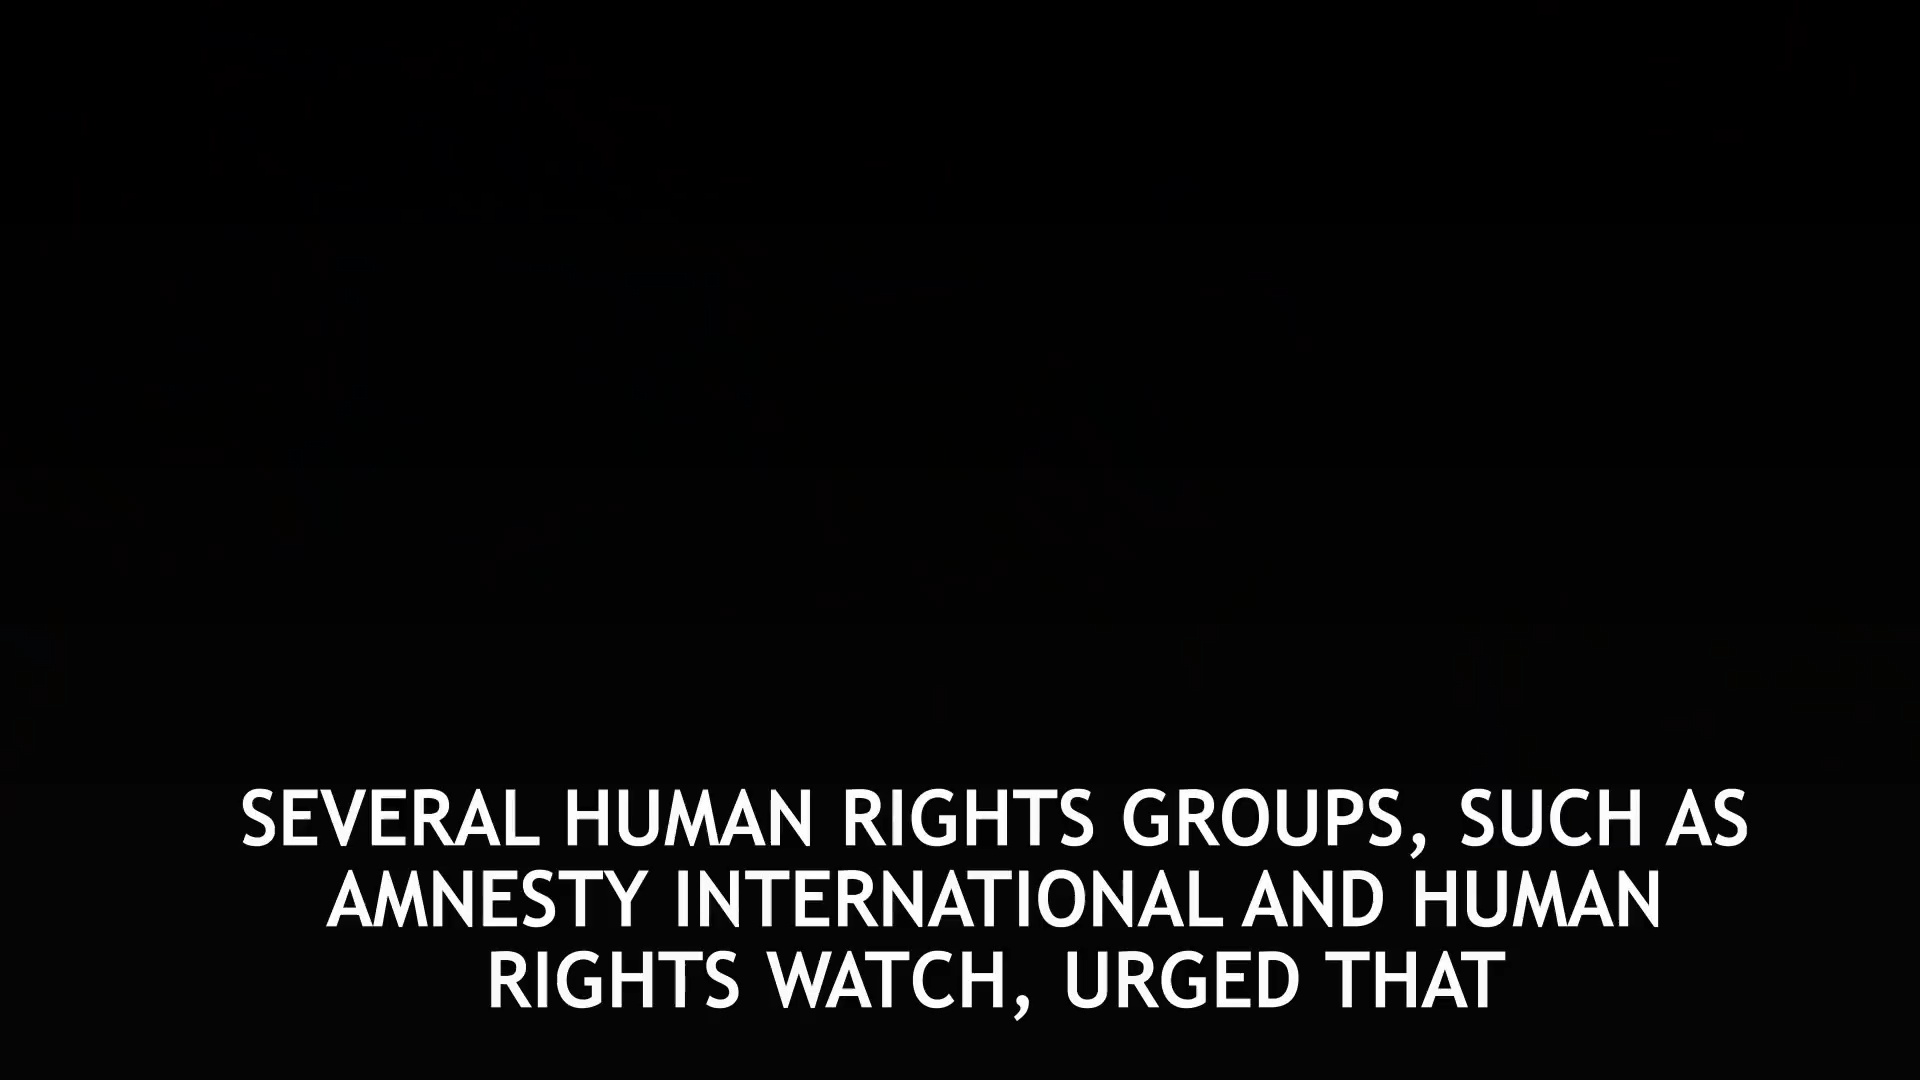 SEVERAL HUMAN RIGHTS GROUPS, SUCH AS
AMNESTY INTERNATIONAL AND HUMAN
RIGHTS WATCH, URGED THAT